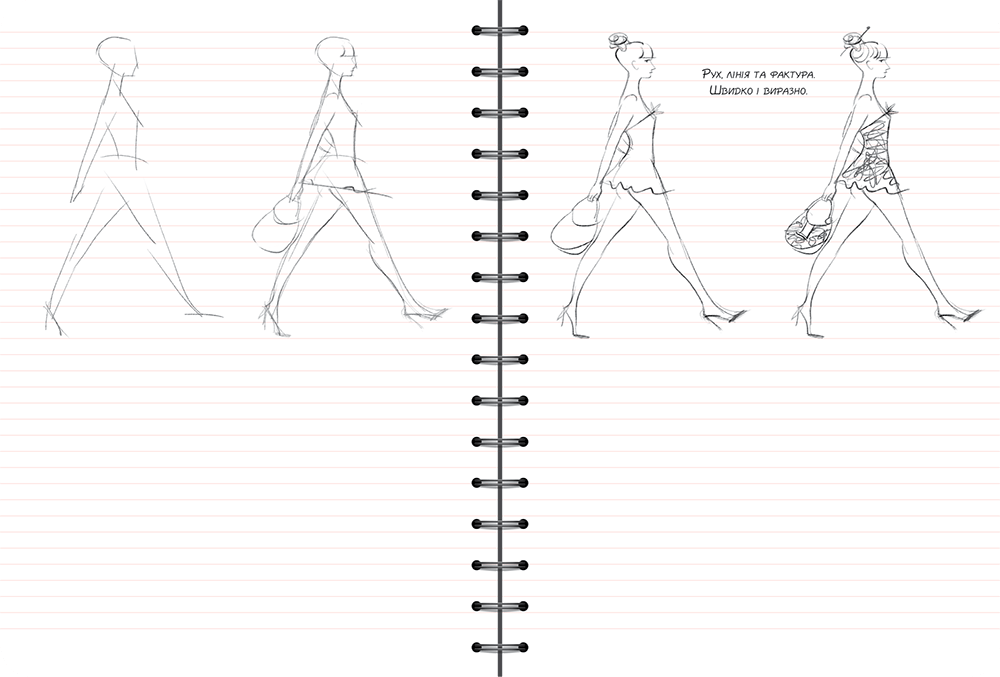 Рух, лінія та фактура.
Швидко і виразно.